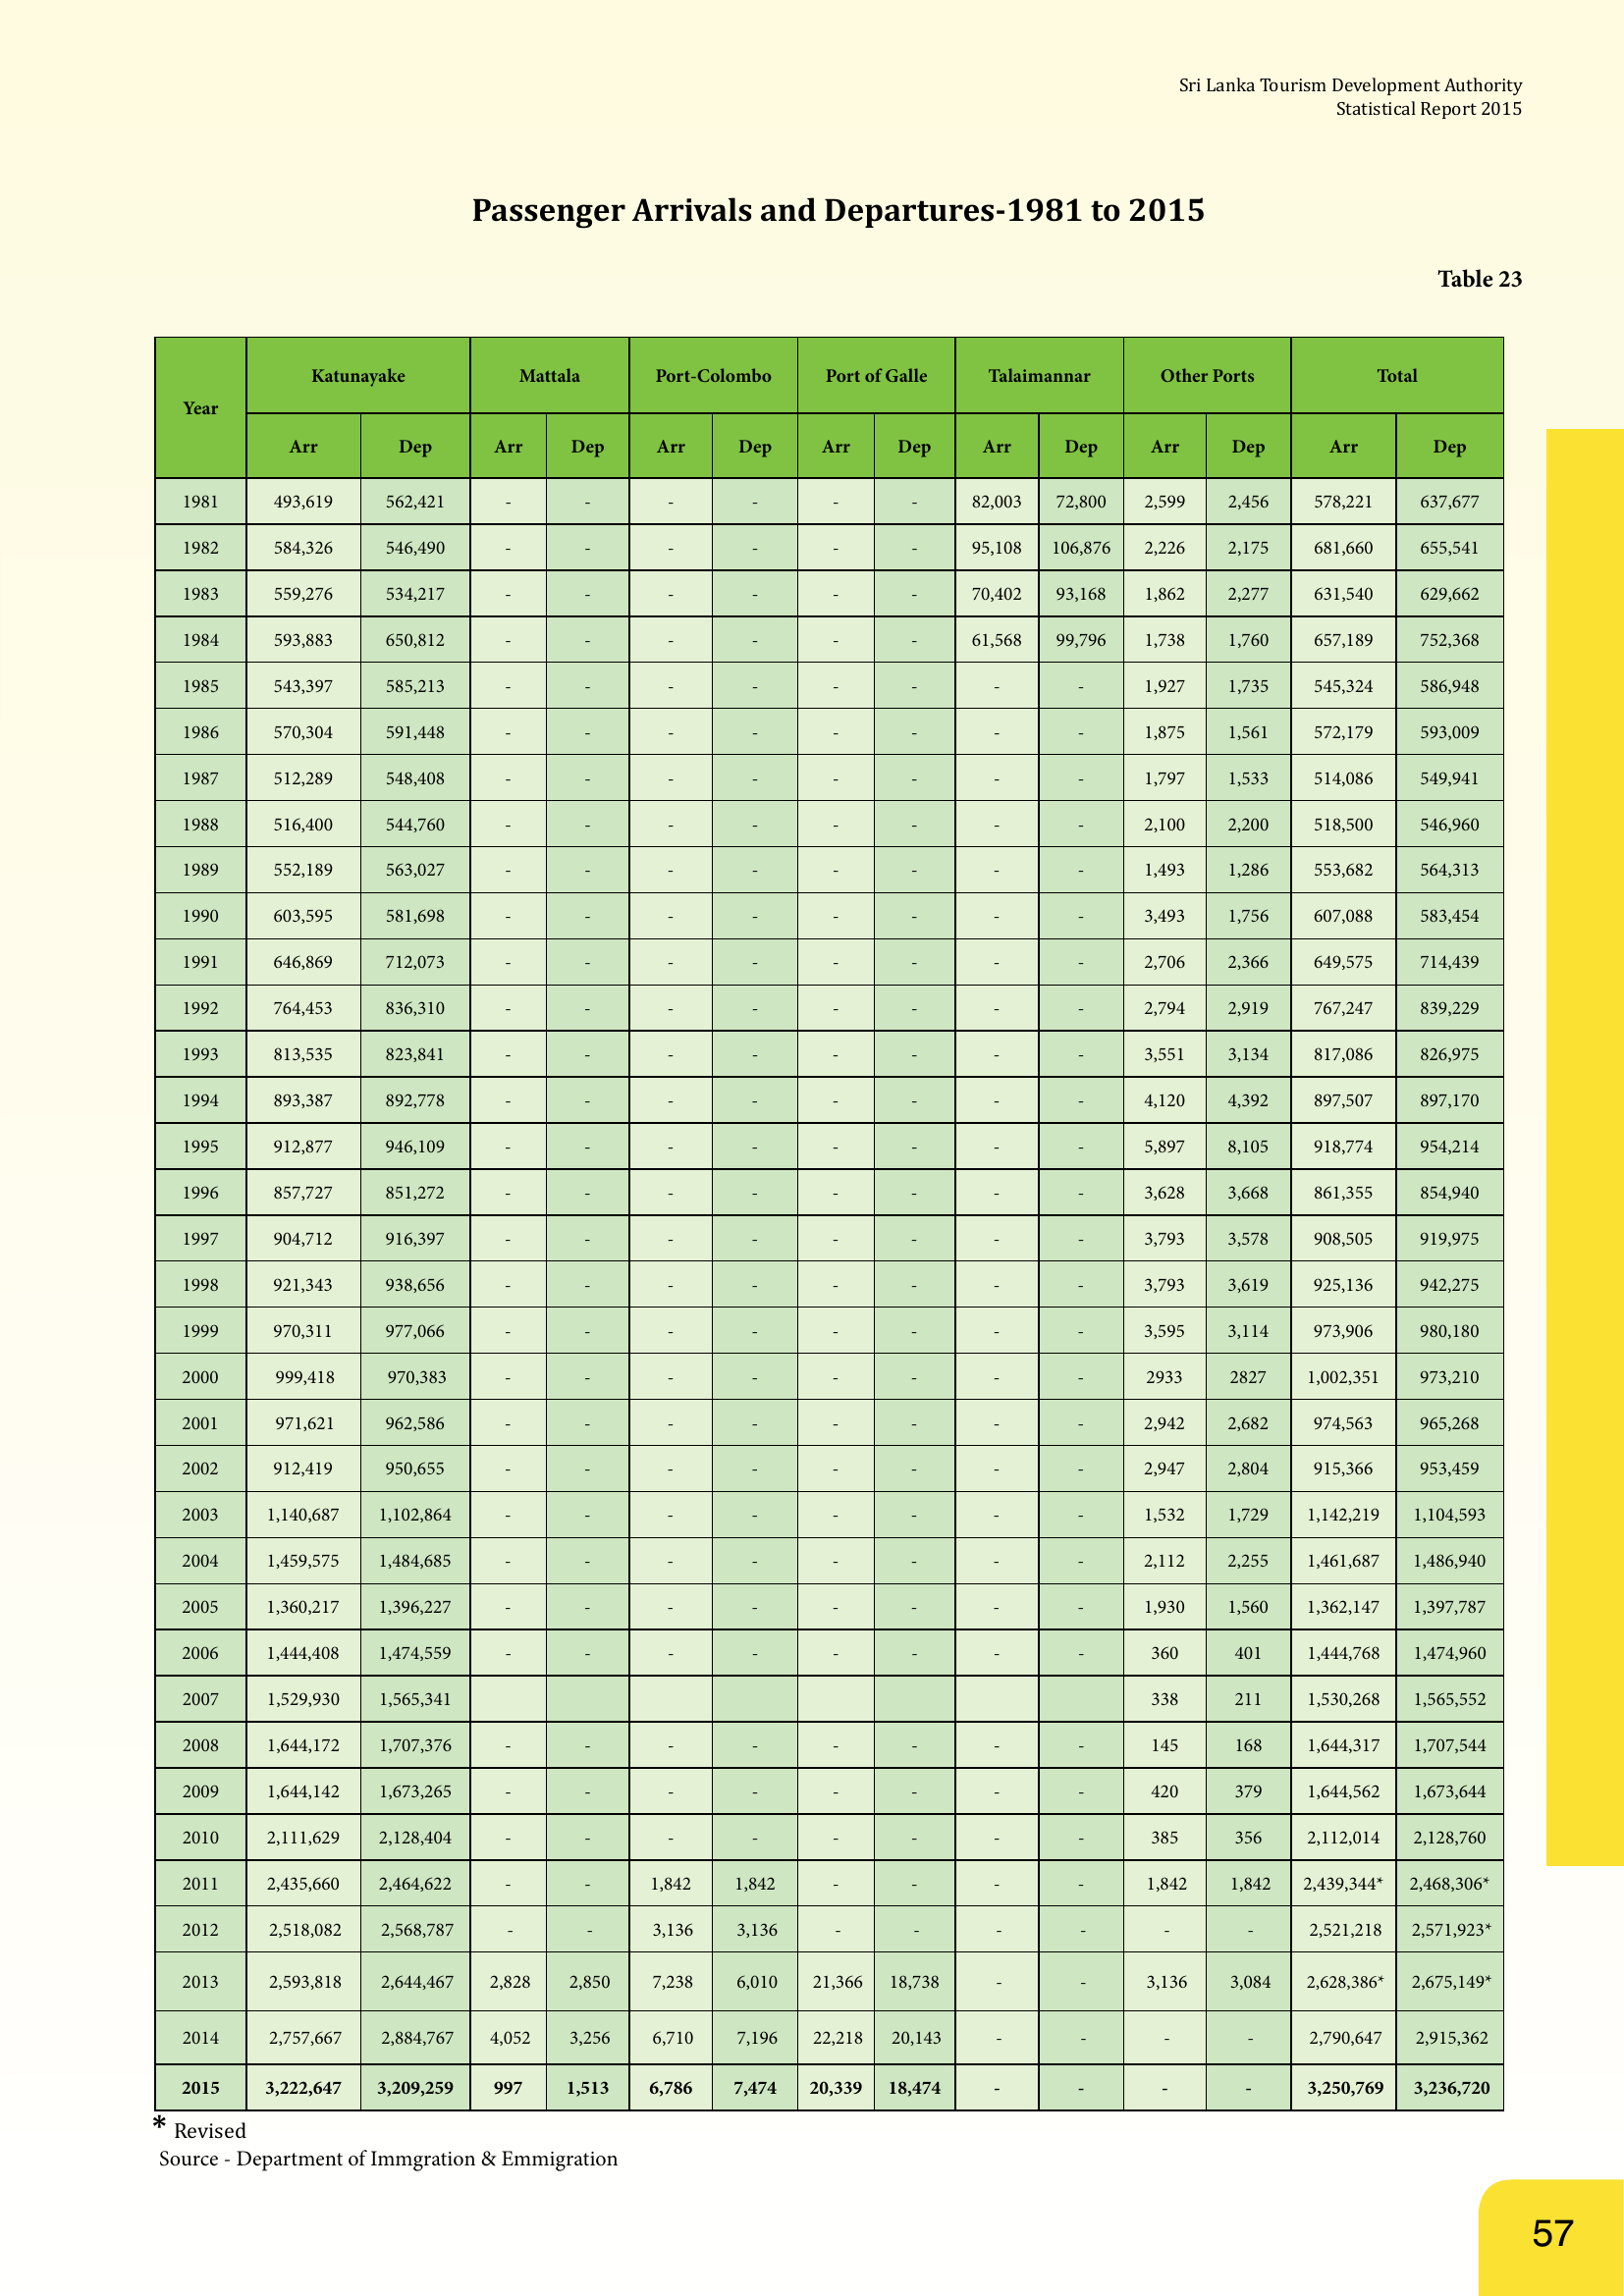 Sri Lanka Tourism Development Authority
Statistical Report 2015
Passenger Arrivals and Departures-1981 to 2015
Table 23
Year Katunayake Mattala Port-Colombo Port of Galle Talaimannar Other Ports Total
Arr Dep Arr Dep Arr Dep Arr Dep Arr Dep Arr Dep Arr Dep
1981 493,619 562,421 - - - - - - 82,003 72,800 2,599 2,456 578,221 637,677
1982 584,326 546,490 - - - - - - 95,108 106,876 2,226 2,175 681,660 655,541
1983 559,276 534,217 - - - - - - 70,402 93,168 1,862 2,277 631,540 629,662
1984 593,883 650,812 - - - - - - 61,568 99,796 1,738 1,760 657,189 752,368
1985 543,397 585,213 - - - - - - - - 1,927 1,735 545,324 586,948
1986 570,304 591,448 - - - - - - - - 1,875 1,561 572,179 593,009
1987 512,289 548,408 - - - - - - - - 1,797 1,533 514,086 549,941
1988 516,400 544,760 - - - - - - - - 2,100 2,200 518,500 546,960
1989 552,189 563,027 - - - - - - - - 1,493 1,286 553,682 564,313
1990 603,595 581,698 - - - - - - - - 3,493 1,756 607,088 583,454
1991 646,869 712,073 - - - - - - - - 2,706 2,366 649,575 714,439
1992 764,453 836,310 - - - - - - - - 2,794 2,919 767,247 839,229
1993 813,535 823,841 - - - - - - - - 3,551 3,134 817,086 826,975
1994 893,387 892,778 - - - - - - - - 4,120 4,392 897,507 897,170
1995 912,877 946,109 - - - - - - - - 5,897 8,105 918,774 954,214
1996 857,727 851,272 - - - - - - - - 3,628 3,668 861,355 854,940
1997 904,712 916,397 - - - - - - - - 3,793 3,578 908,505 919,975
1998 921,343 938,656 - - - - - - - - 3,793 3,619 925,136 942,275
1999 970,311 977,066 - - - - - - - - 3,595 3,114 973,906 980,180
2000 999,418 970,383 - - - - - - - - 2933 2827 1,002,351 973,210
2001 971,621 962,586 - - - - - - - - 2,942 2,682 974,563 965,268
2002 912,419 950,655 - - - - - - - - 2,947 2,804 915,366 953,459
2003 1,140,687 1,102,864 - - - - - - - - 1,532 1,729 1,142,219 1,104,593
2004 1,459,575 1,484,685 - - - - - - - - 2,112 2,255 1,461,687 1,486,940
2005 1,360,217 1,396,227 - - - - - - - - 1,930 1,560 1,362,147 1,397,787
2006 1,444,408 1,474,559 - - - - - - - - 360 401 1,444,768 1,474,960
2007 1,529,930 1,565,341 338 211 1,530,268 1,565,552
2008 1,644,172 1,707,376 - - - - - - - - 145 168 1,644,317 1,707,544
2009 1,644,142 1,673,265 - - - - - - - - 420 379 1,644,562 1,673,644
2010 2,111,629 2,128,404 - - - - - - - - 385 356 2,112,014 2,128,760
2011 2,435,660 2,464,622 - - 1,842 1,842 - - - - 1,842 1,842 2,439,344* 2,468,306*
2012 2,518,082 2,568,787 - - 3,136 3,136 - - - - - - 2,521,218 2,571,923*
2013 2,593,818 2,644,467 2,828 2,850 7,238 6,010 21,366 18,738 - - 3,136 3,084 2,628,386* 2,675,149*
2014 2,757,667 2,884,767 4,052 3,256 6,710 7,196 22,218 20,143 - - - - 2,790,647 2,915,362
2015 3,222,647 3,209,259 997 1,513 6,786 7,474 20,339 18,474 - - - - 3,250,769 3,236,720
* Revised
Source - Department of Immgration & Emmigration
57